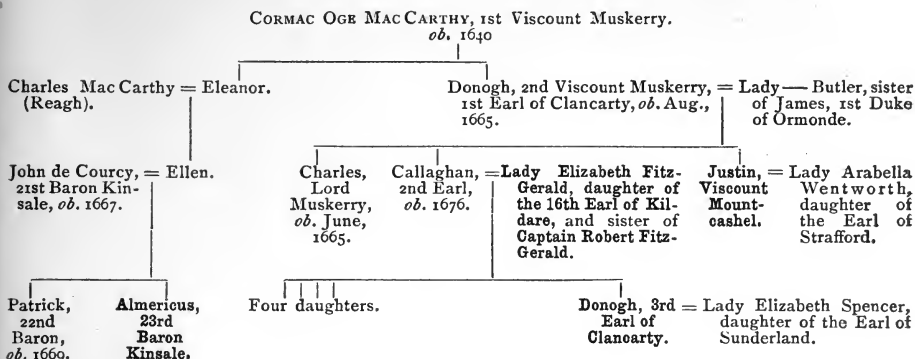 CORMAC OGE MACCARTHY, 1st Viscount Muskerry.
ob. 1640
Charles MacCarthy = Eleanor.
(Reagh).
Donogh, 2nd Viscount Muskerry, = Lady — Butler, sister
1st Earl of Clancarty, ob. Aug., of James, 1st Duke
1665. of Ormonde.
John de Courcy, = Ellen.
21st Baron Kin-
sale, ob. 1667.
Charles,
Lord
Muskerry,
ob. June,
1665.
Callaghan, =
2nd Earl,
ob. 1676.
Lady Elizabeth Fitz-
Gerald, daughter of
the 16th Earl of Kil-
dare, and sister of
Captain Robert Fitz-
Gerald.
Justin, =
Viscount
Mount-
cashel.
Lady Arabella
Wentworth,
daughter of
the Earl of
Strafford.
Patrick,
22nd
Baron,
ob. 1669.
Almericus,
23rd
Baron
Kinsale.
Four daughters.
Donogh, 3rd =
Earl of
Clancarty.
Lady Elizabeth Spencer,
daughter of the Earl of
Sunderland.